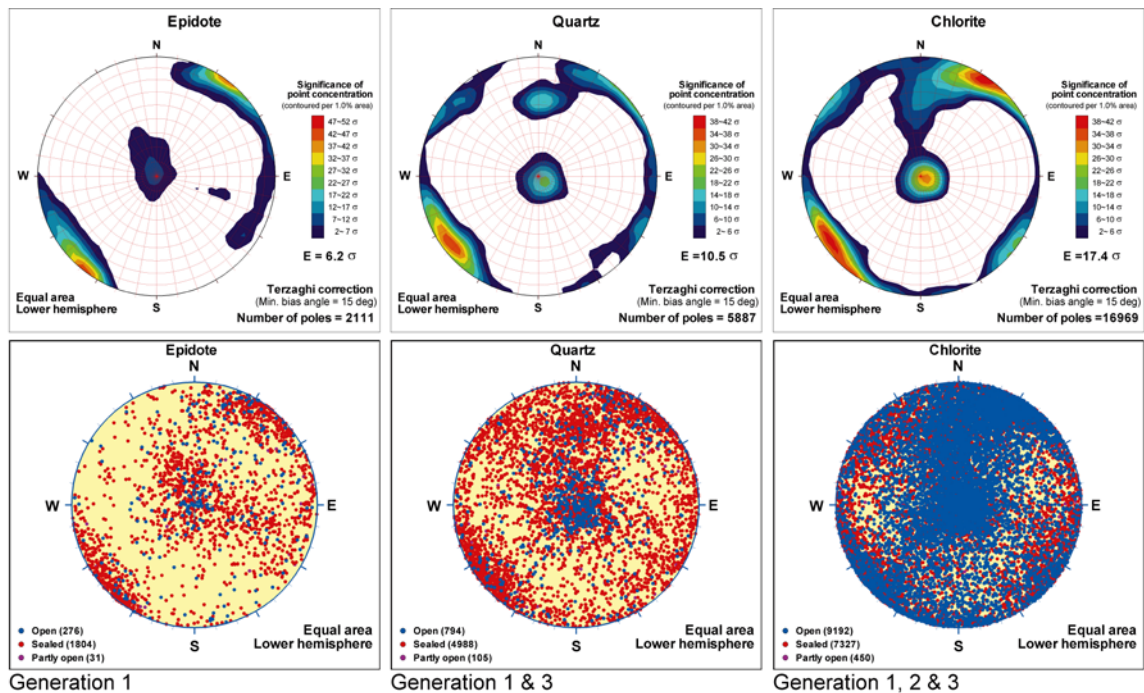 Epidote
N
Significance of
point concentration
(contoured per 1.0% area)
47~52 σ
42~47 σ
37~42 σ
32~37 σ
27~32 σ
22~27 σ
17~22 σ
12~17 σ
7~12 σ
2~ 7 σ
W
E
E = 6.2 σ
Equal area
Lower hemisphere
S
Terzaghi correction
(Min. bias angle = 15 deg)
Number of poles = 2111
Quartz
N
Significance of
point concentration
(contoured per 1.0% area)
38~42 σ
34~38 σ
30~34 σ
26~30 σ
22~26 σ
18~22 σ
14~18 σ
10~14 σ
6~10 σ
2~ 6 σ
W
E
E =10.5 σ
Equal area
Lower hemisphere
S
Terzaghi correction
(Min. bias angle = 15 deg)
Number of poles = 5887
Chlorite
N
Significance of
point concentration
(contoured per 1.0% area)
38~42 σ
34~38 σ
30~34 σ
26~30 σ
22~26 σ
18~22 σ
14~18 σ
10~14 σ
6~10 σ
2~ 6 σ
W
E
E =17.4 σ
Equal area
Lower hemisphere
S
Terzaghi correction
(Min. bias angle = 15 deg)
Number of poles =16969
Epidote
N
W
E
S
Open (276)
Sealed (1804)
Partly open (31)
Equal area
Lower hemisphere
Generation 1
Quartz
N
W
E
S
Open (794)
Sealed (4988)
Partly open (105)
Equal area
Lower hemisphere
Generation 1 & 3
Chlorite
N
W
E
S
Open (9192)
Sealed (7327)
Partly open (450)
Equal area
Lower hemisphere
Generation 1, 2 & 3